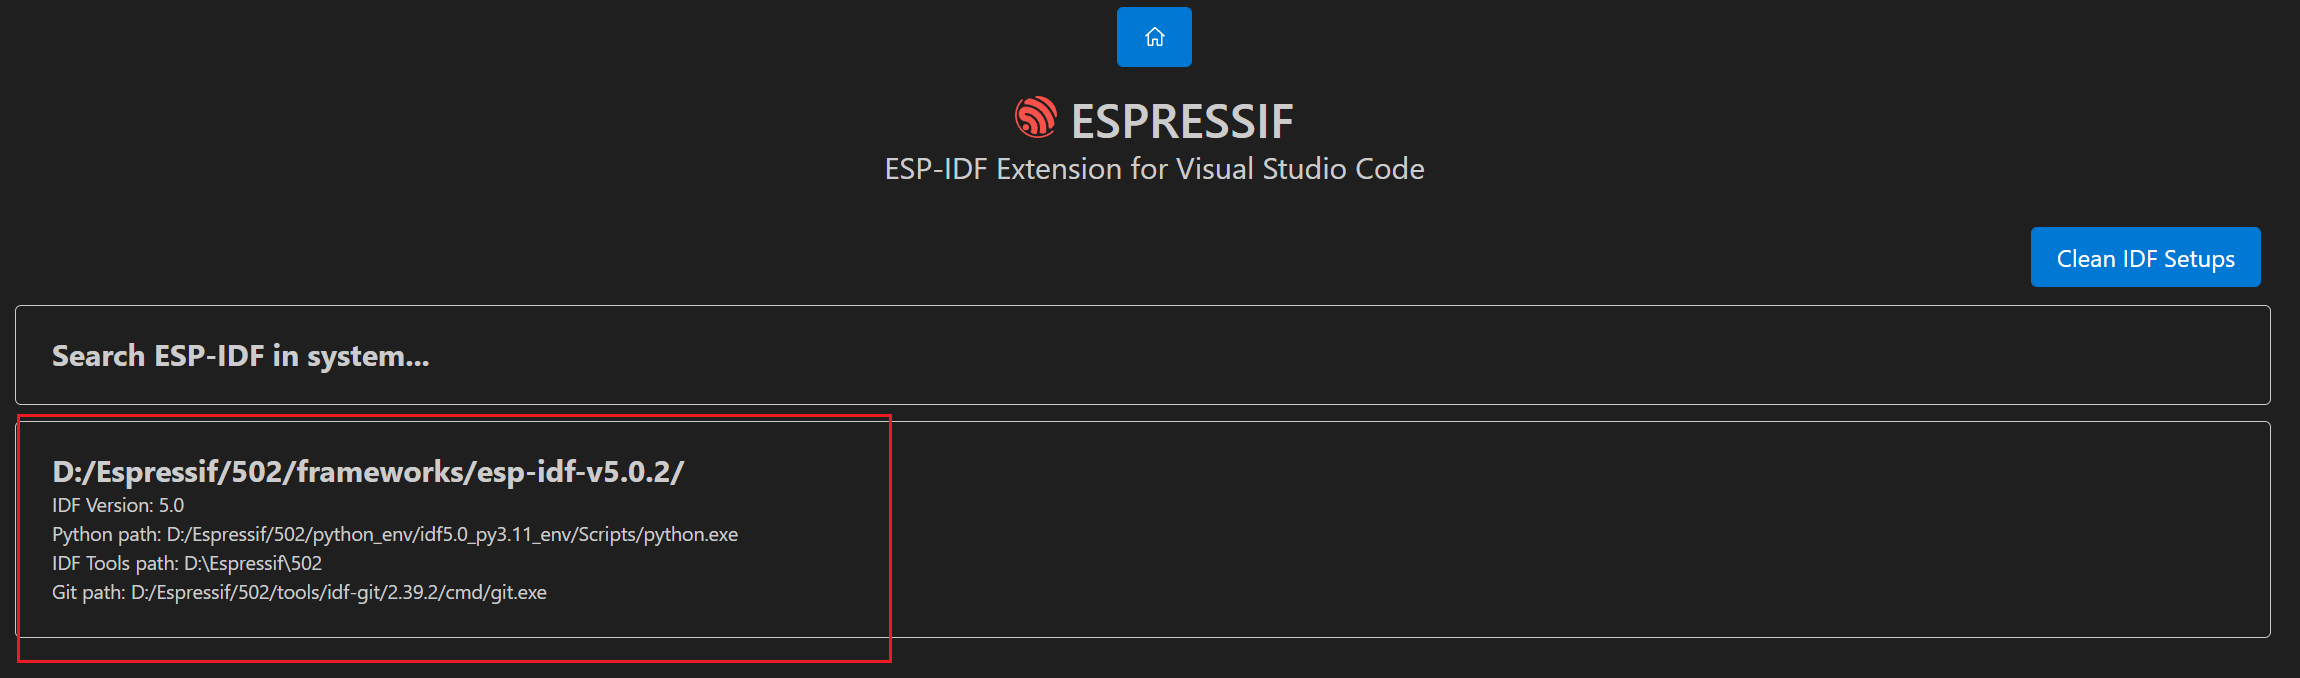 ESPRESSIF
ESP-IDF Extension for Visual Studio Code
Clean IDF Setups
Search ESP-IDF in system...
D:/Espressif/502/frameworks/esp-idf-v5.0.2/
IDF Version: 5.0
Python path: D:/Espressif/502/python_env/idf5.0_py3.11_env/Scripts/python.exe
IDF Tools path: D:\Espressif\502
Git path: D:/Espressif/502/tools/idf-git/2.39.2/cmd/git.exe